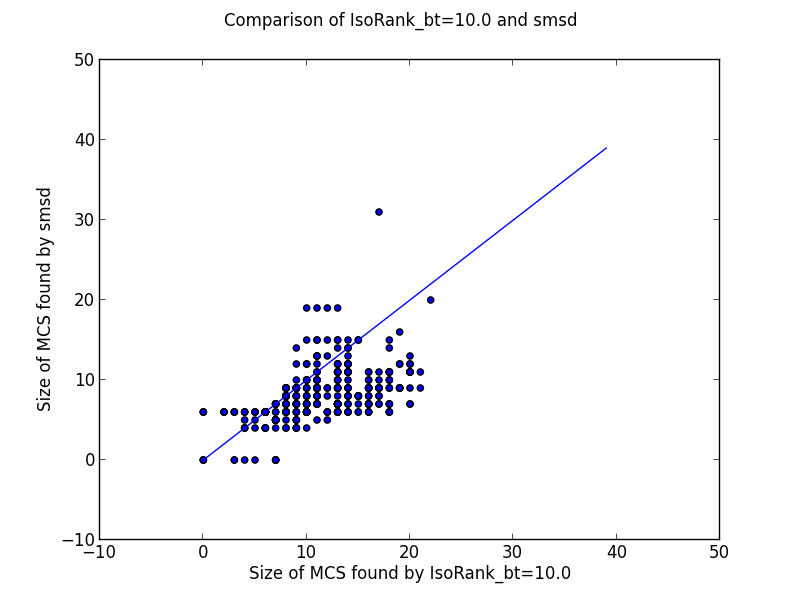 Comparison of IsoRank_bt=10.0 and smsd
50
40
30
20
10
0
−10
−10 0 10 20 30 40 50
Size of MCS found by smsd
Size of MCS found by IsoRank_bt=10.0